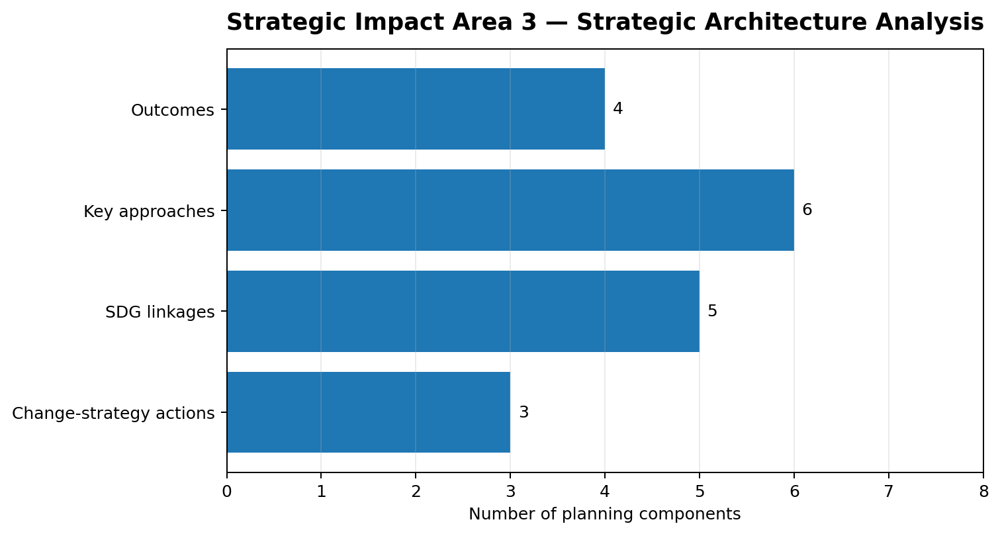 Strategic Impact Area 3 — Strategic Architecture Analysis
Outcomes
4
Key approaches
6
SDG linkages
5
Change-strategy actions
3
0 1 2 3 4 5 6 7 8
Number of planning components